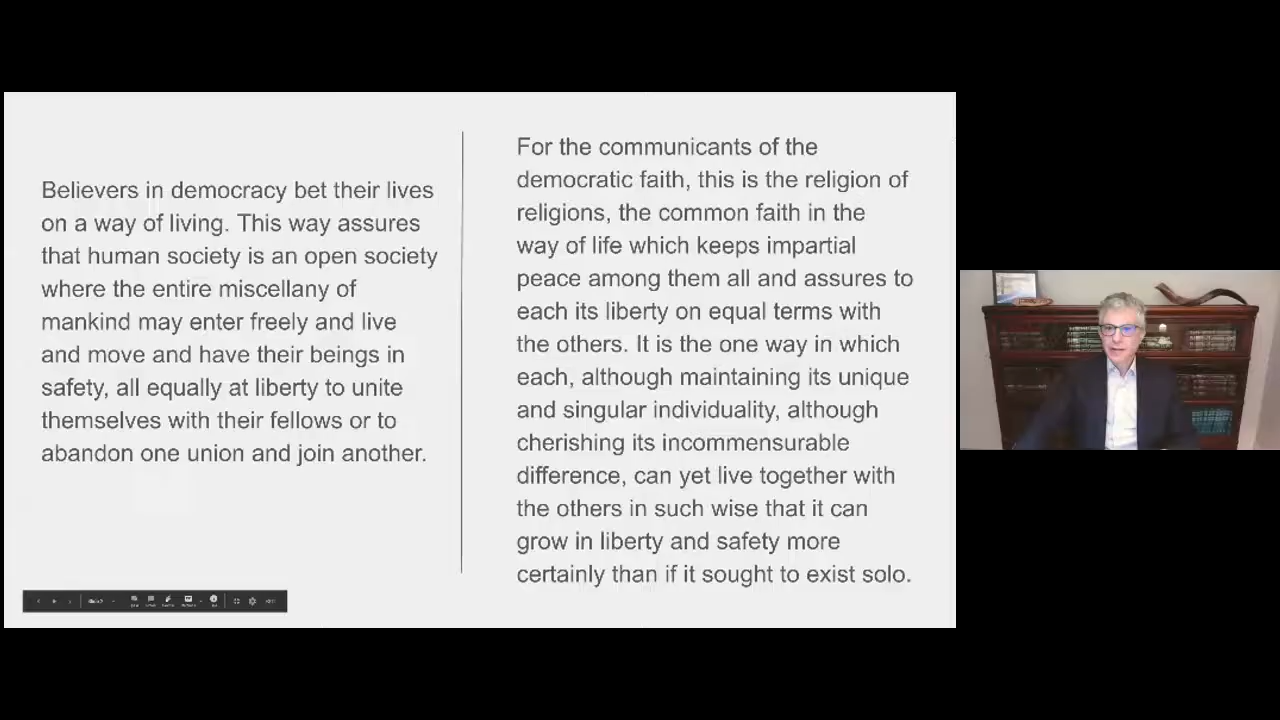 Believers in democracy bet their lives
on a way of living. This way assures
that human society is an open society
where the entire miscellany of
mankind may enter freely and live
and move and have their beings in
safety, all equally at liberty to unite
themselves with their fellows or to
abandon one union and join another.
For the communicants of the
democratic faith, this is the religion of
religions, the common faith in the
way of life which keeps impartial
peace among them all and assures to
each its liberty on equal terms with
the others. It is the one way in which
each, although maintaining its unique
and singular individuality, although
cherishing its incommensurable
difference, can yet live together with
the others in such wise that it can
grow in liberty and safety more
certainly than if it sought to exist solo.